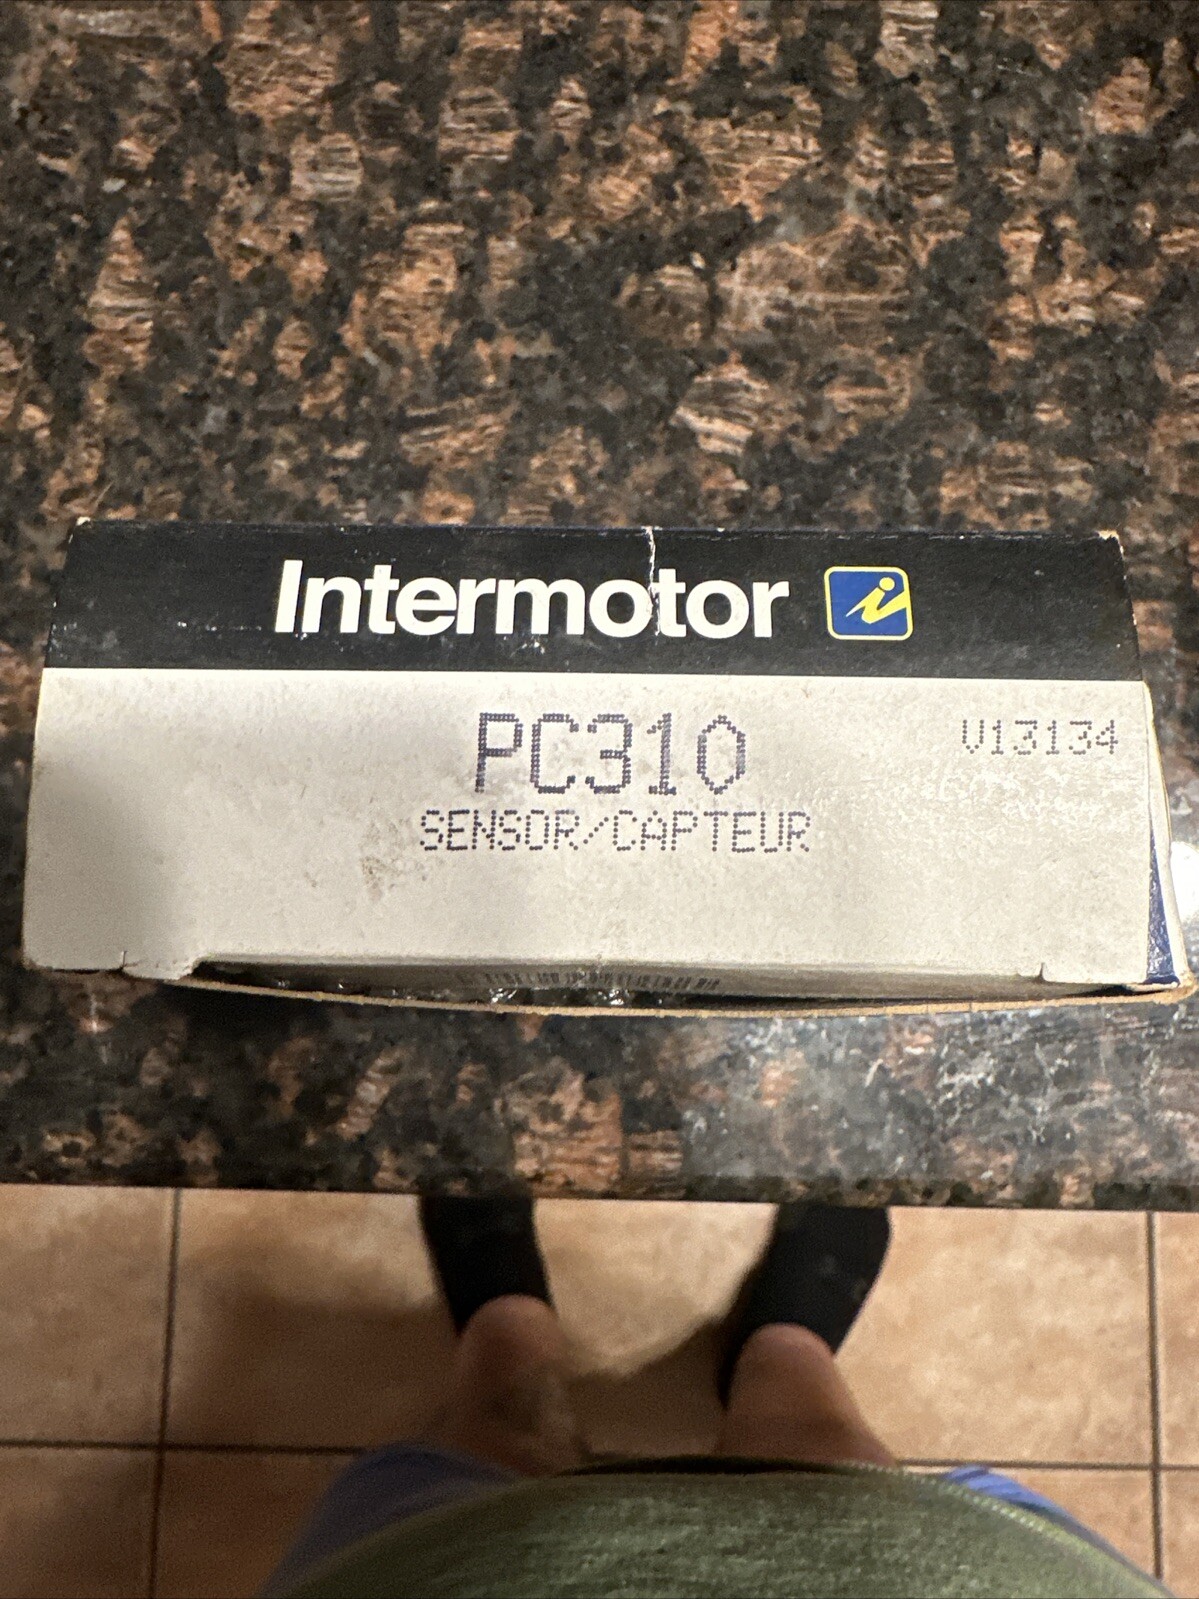 Intermotor i
PC310
V13134
SENSOR/CAPTEUR